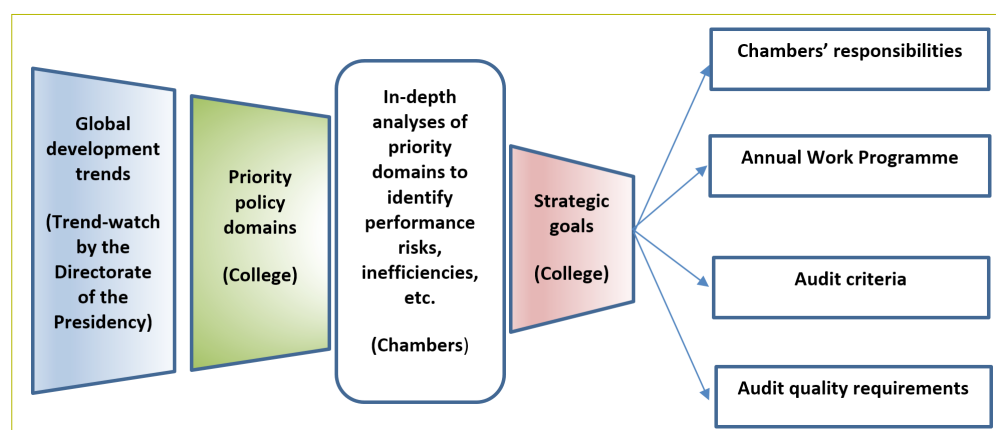 Global
development
trends
(Trend-watch
by the
Directorate
of the
Presidency)
Priority
policy
domains
(College)
In-depth
analyses of
priority
domains to
identify
performance
risks,
inefficiencies,
etc.
(Chambers)
Strategic
goals
(College)
Chambers’ responsibilities
Annual Work Programme
Audit criteria
Audit quality requirements